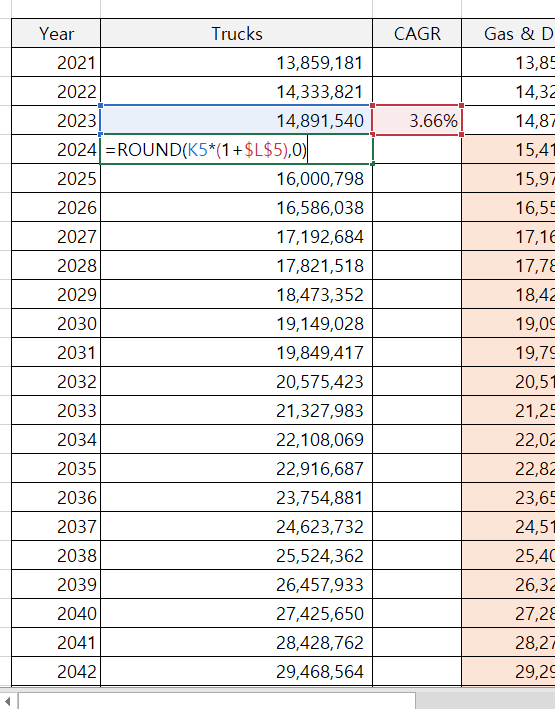 Year Trucks CAGR Gas & D
2021 13,859,181 13,85
2022 14,333,821 14,32
2023 14,891,540 3.66% 14,87
2024 =ROUND(K5*(1+$L$5),0) 15,41
2025 16,000,798 15,97
2026 16,586,038 16,55
2027 17,192,684 17,16
2028 17,821,518 17,78
2029 18,473,352 18,42
2030 19,149,028 19,09
2031 19,849,417 19,79
2032 20,575,423 20,51
2033 21,327,983 21,25
2034 22,108,069 22,02
2035 22,916,687 22,82
2036 23,754,881 23,65
2037 24,623,732 24,51
2038 25,524,362 25,40
2039 26,457,933 26,32
2040 27,425,650 27,28
2041 28,428,762 28,27
2042 29,468,564 29,29